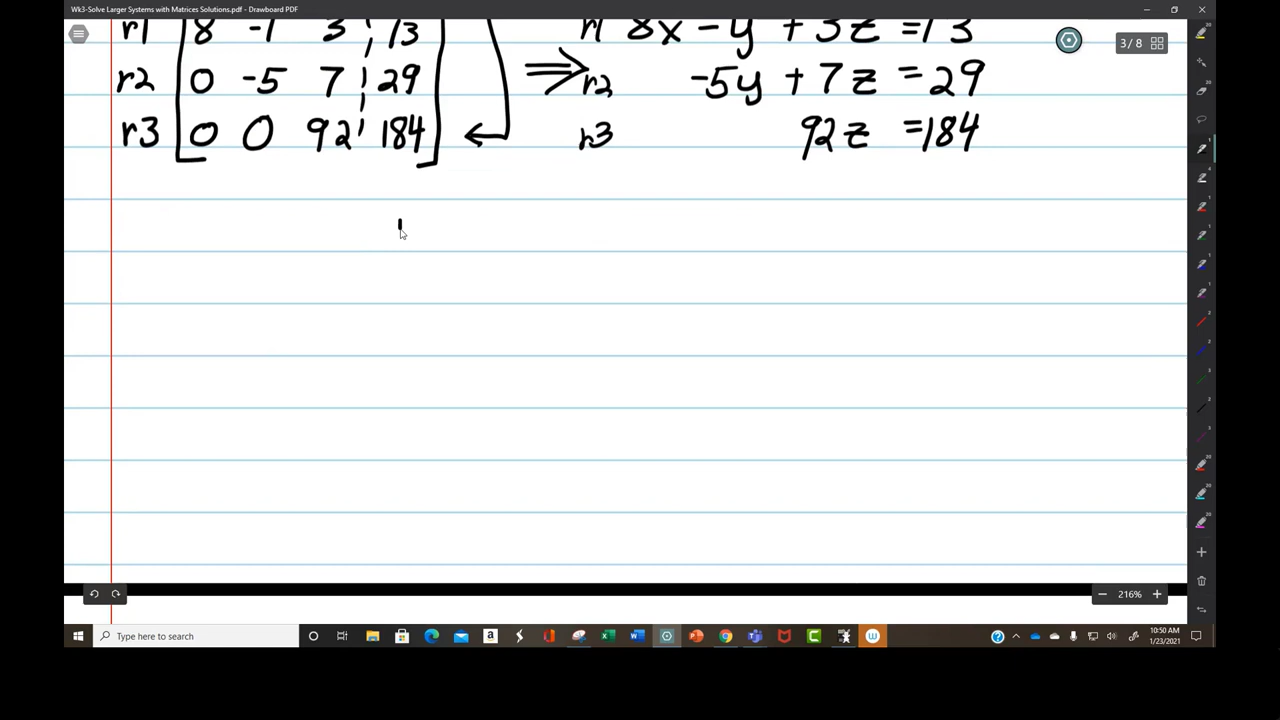 Wk3-Solve Larger Systems with Matrices Solutions.pdf - Drawboard PDF
r1 8 -1 3 13
r1 8x - y + 3z = 13
3 / 8
r2 0 -5 7 29
⇒ r2 -5y + 7z = 29
r3 0 0 92 184
r3 92z = 184
216%
Type here to search
10:50 AM
1/23/2021